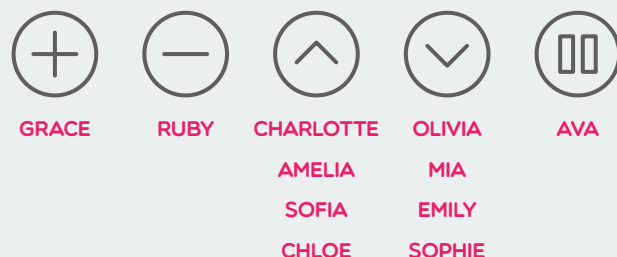 GRACE RUBY CHARLOTTE OLIVIA AVA
AMELIA MIA
SOFIA EMILY
CHLOE SOPHIE